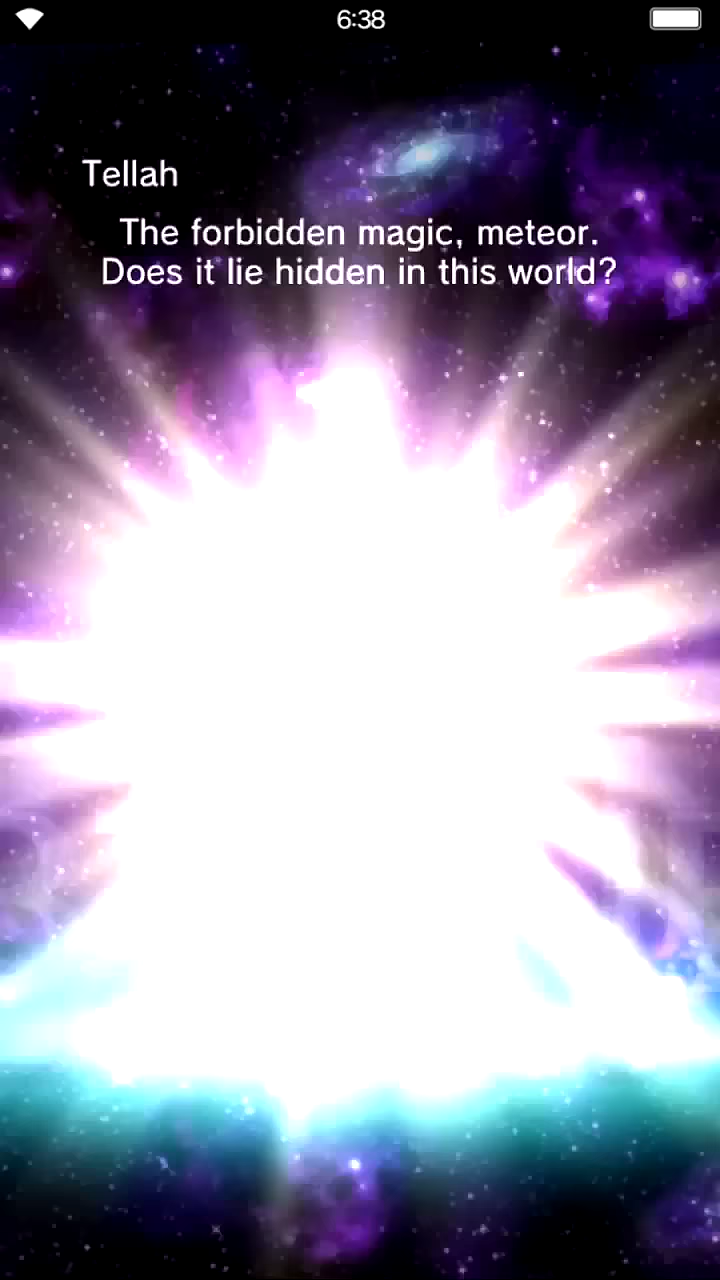 6:38
Tellah
The forbidden magic, meteor.
Does it lie hidden in this world?